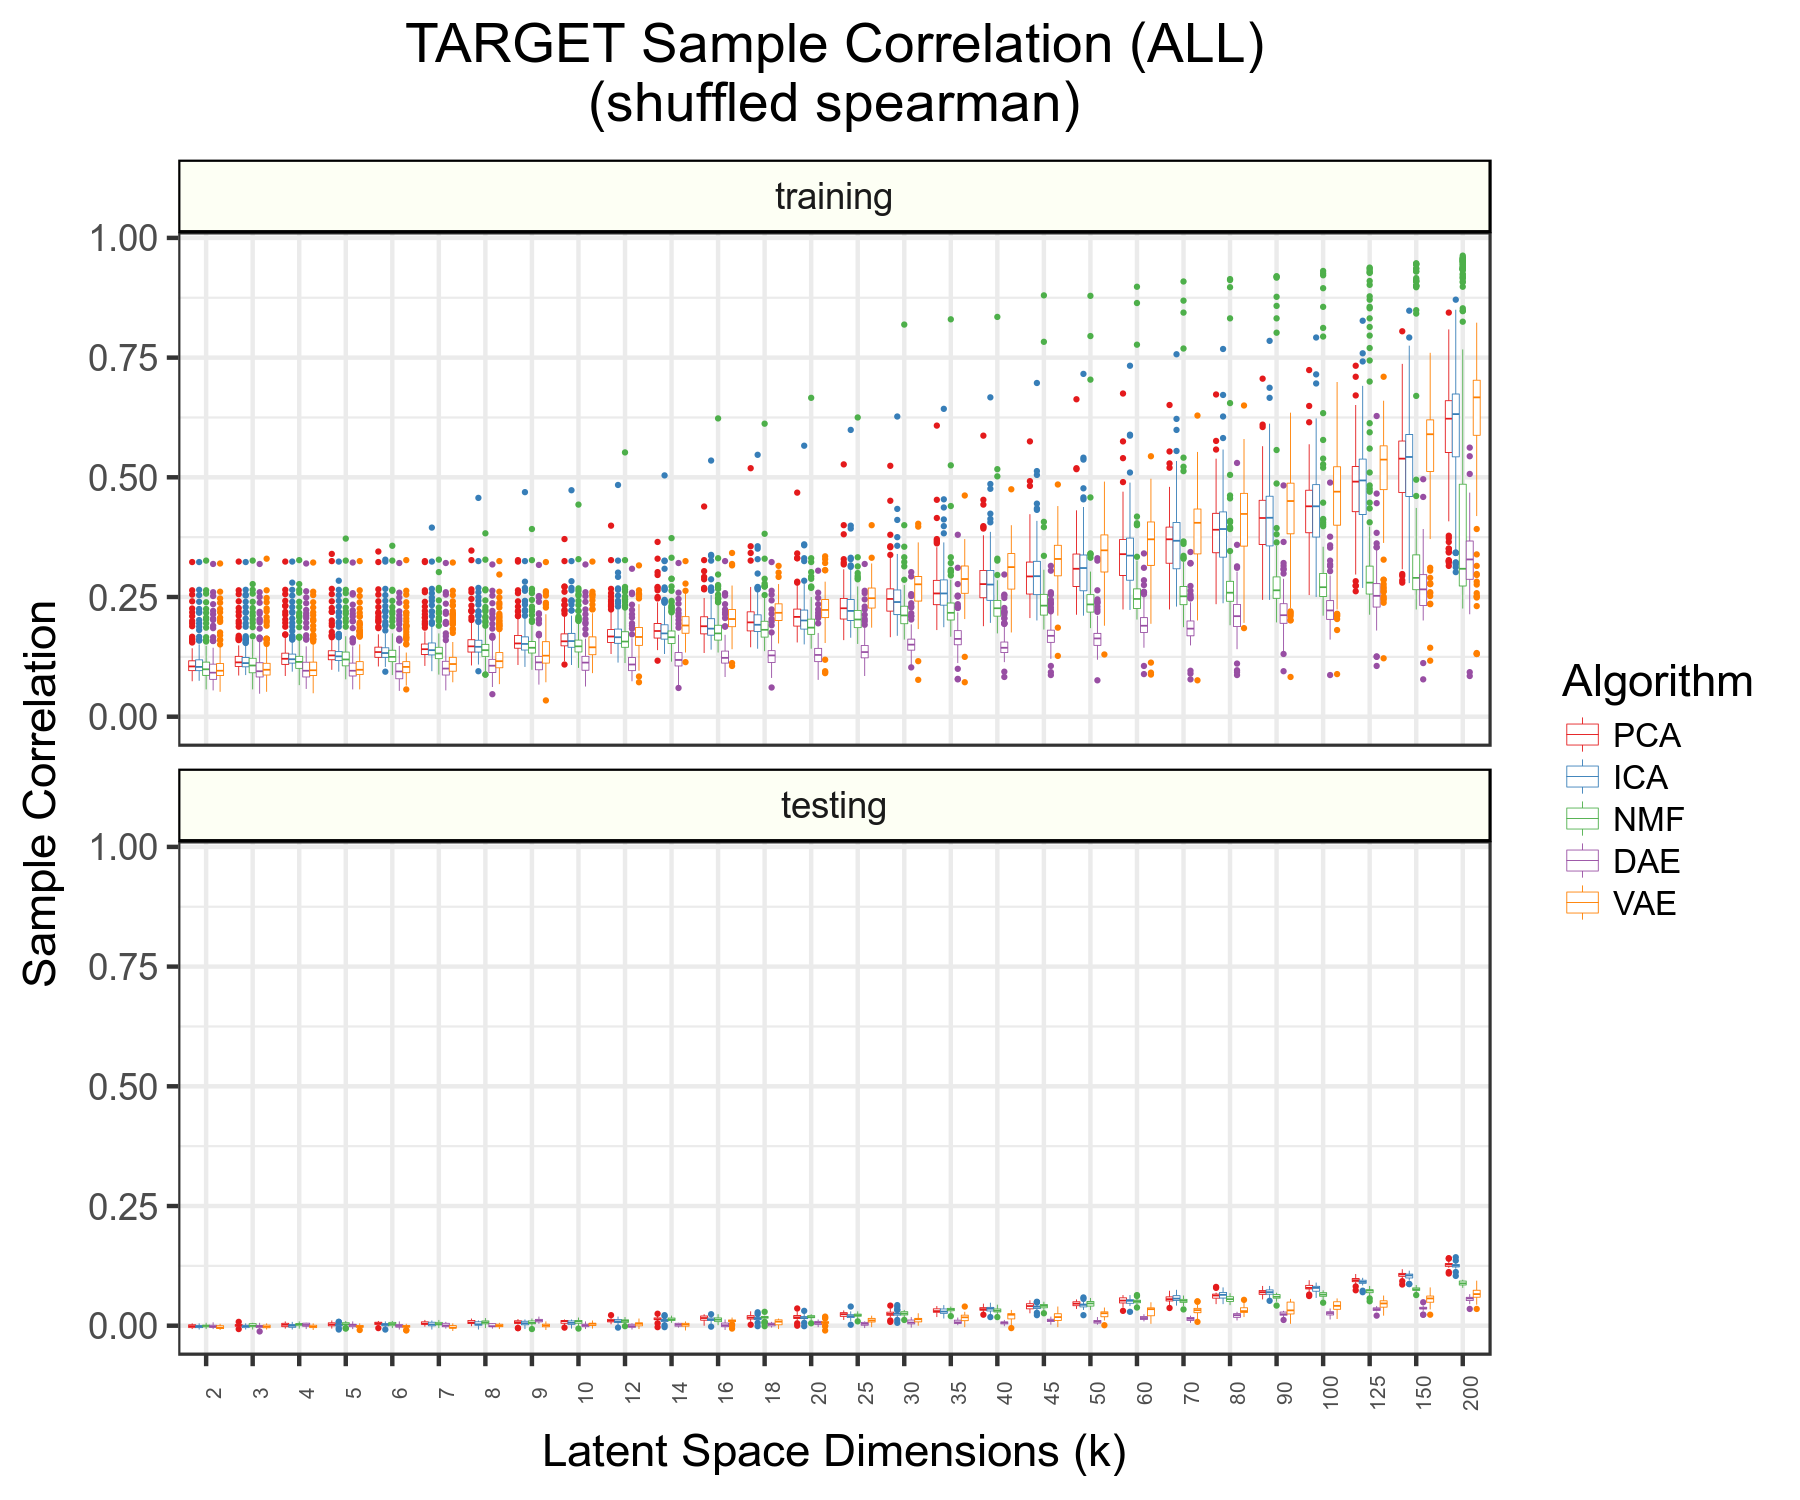 TARGET Sample Correlation (ALL)
(shuffled spearman)
training
1.00
0.75
0.50
0.25
0.00
testing
1.00
0.75
0.50
0.25
0.00
Sample Correlation
2 3 4 5 6 7 8 9 10 12 14 16 18 20 25 30 35 40 45 50 60 70 80 90 100 125 150 200
Latent Space Dimensions (k)
Algorithm
PCA
ICA
NMF
DAE
VAE